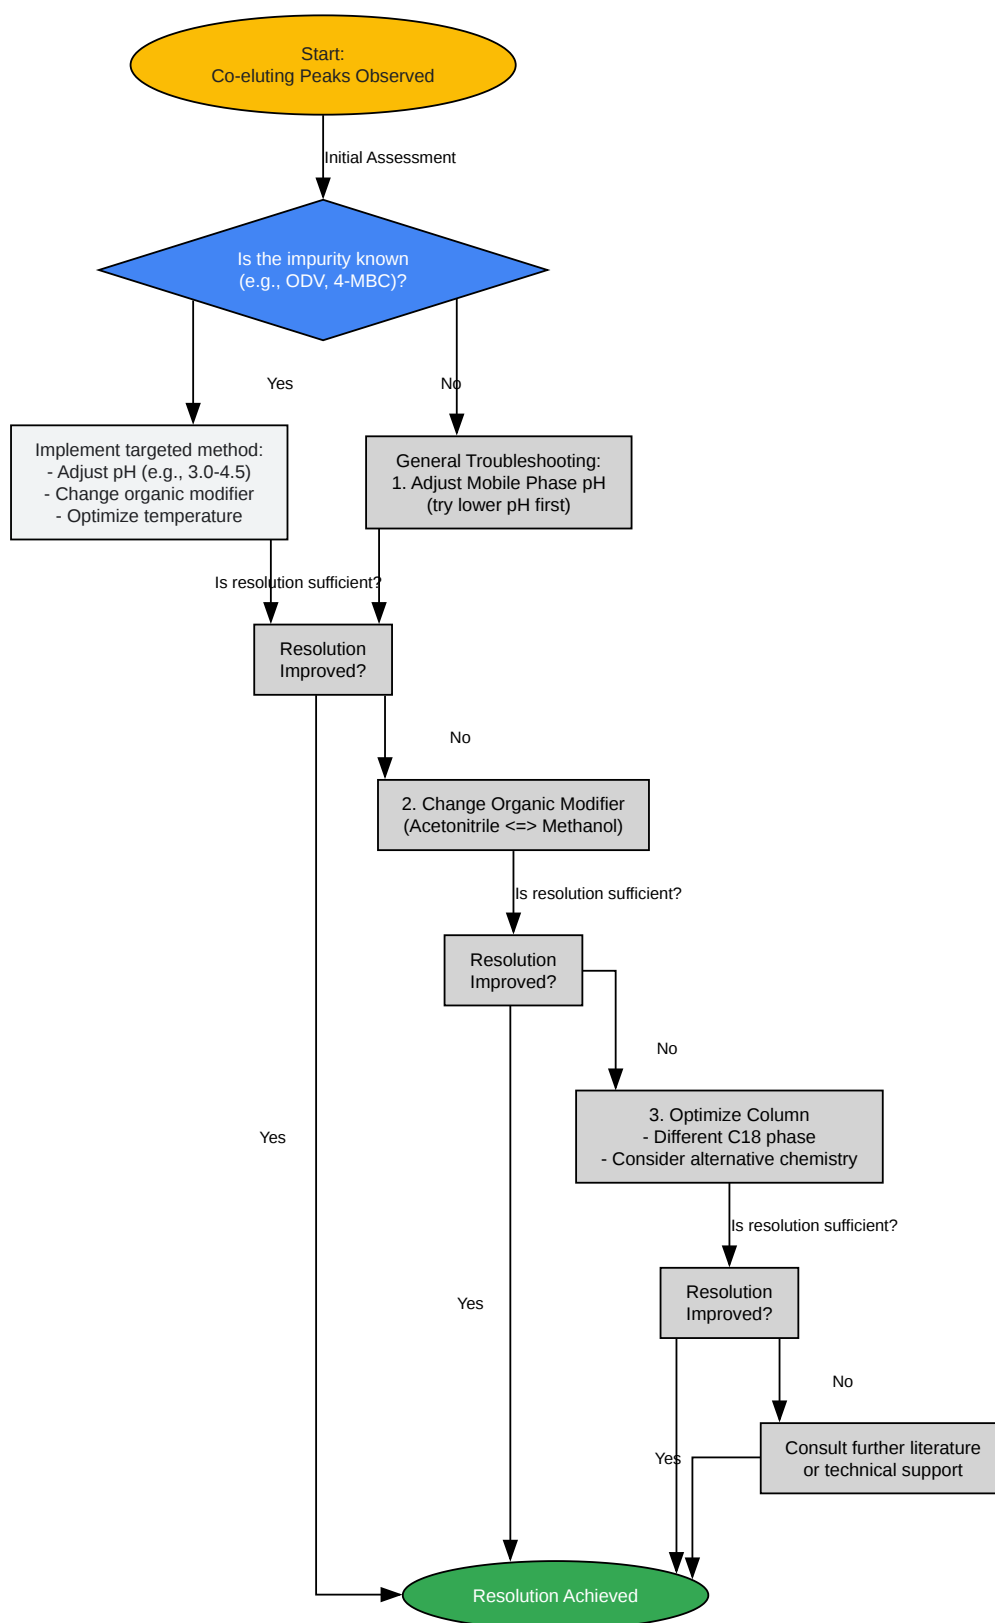 Start:
Co-eluting Peaks Observed
Initial Assessment
Is the impurity known
(e.g., ODV, 4-MBC)?
Yes
No
Implement targeted method:
- Adjust pH (e.g., 3.0-4.5)
- Change organic modifier
- Optimize temperature
General Troubleshooting:
1. Adjust Mobile Phase pH
(try lower pH first)
Is resolution sufficient?
Resolution
Improved?
No
2. Change Organic Modifier
(Acetonitrile <=> Methanol)
Is resolution sufficient?
Resolution
Improved?
No
Yes
3. Optimize Column
- Different C18 phase
- Consider alternative chemistry
Is resolution sufficient?
Yes
Resolution
Improved?
No
Yes
Consult further literature
or technical support
Resolution Achieved